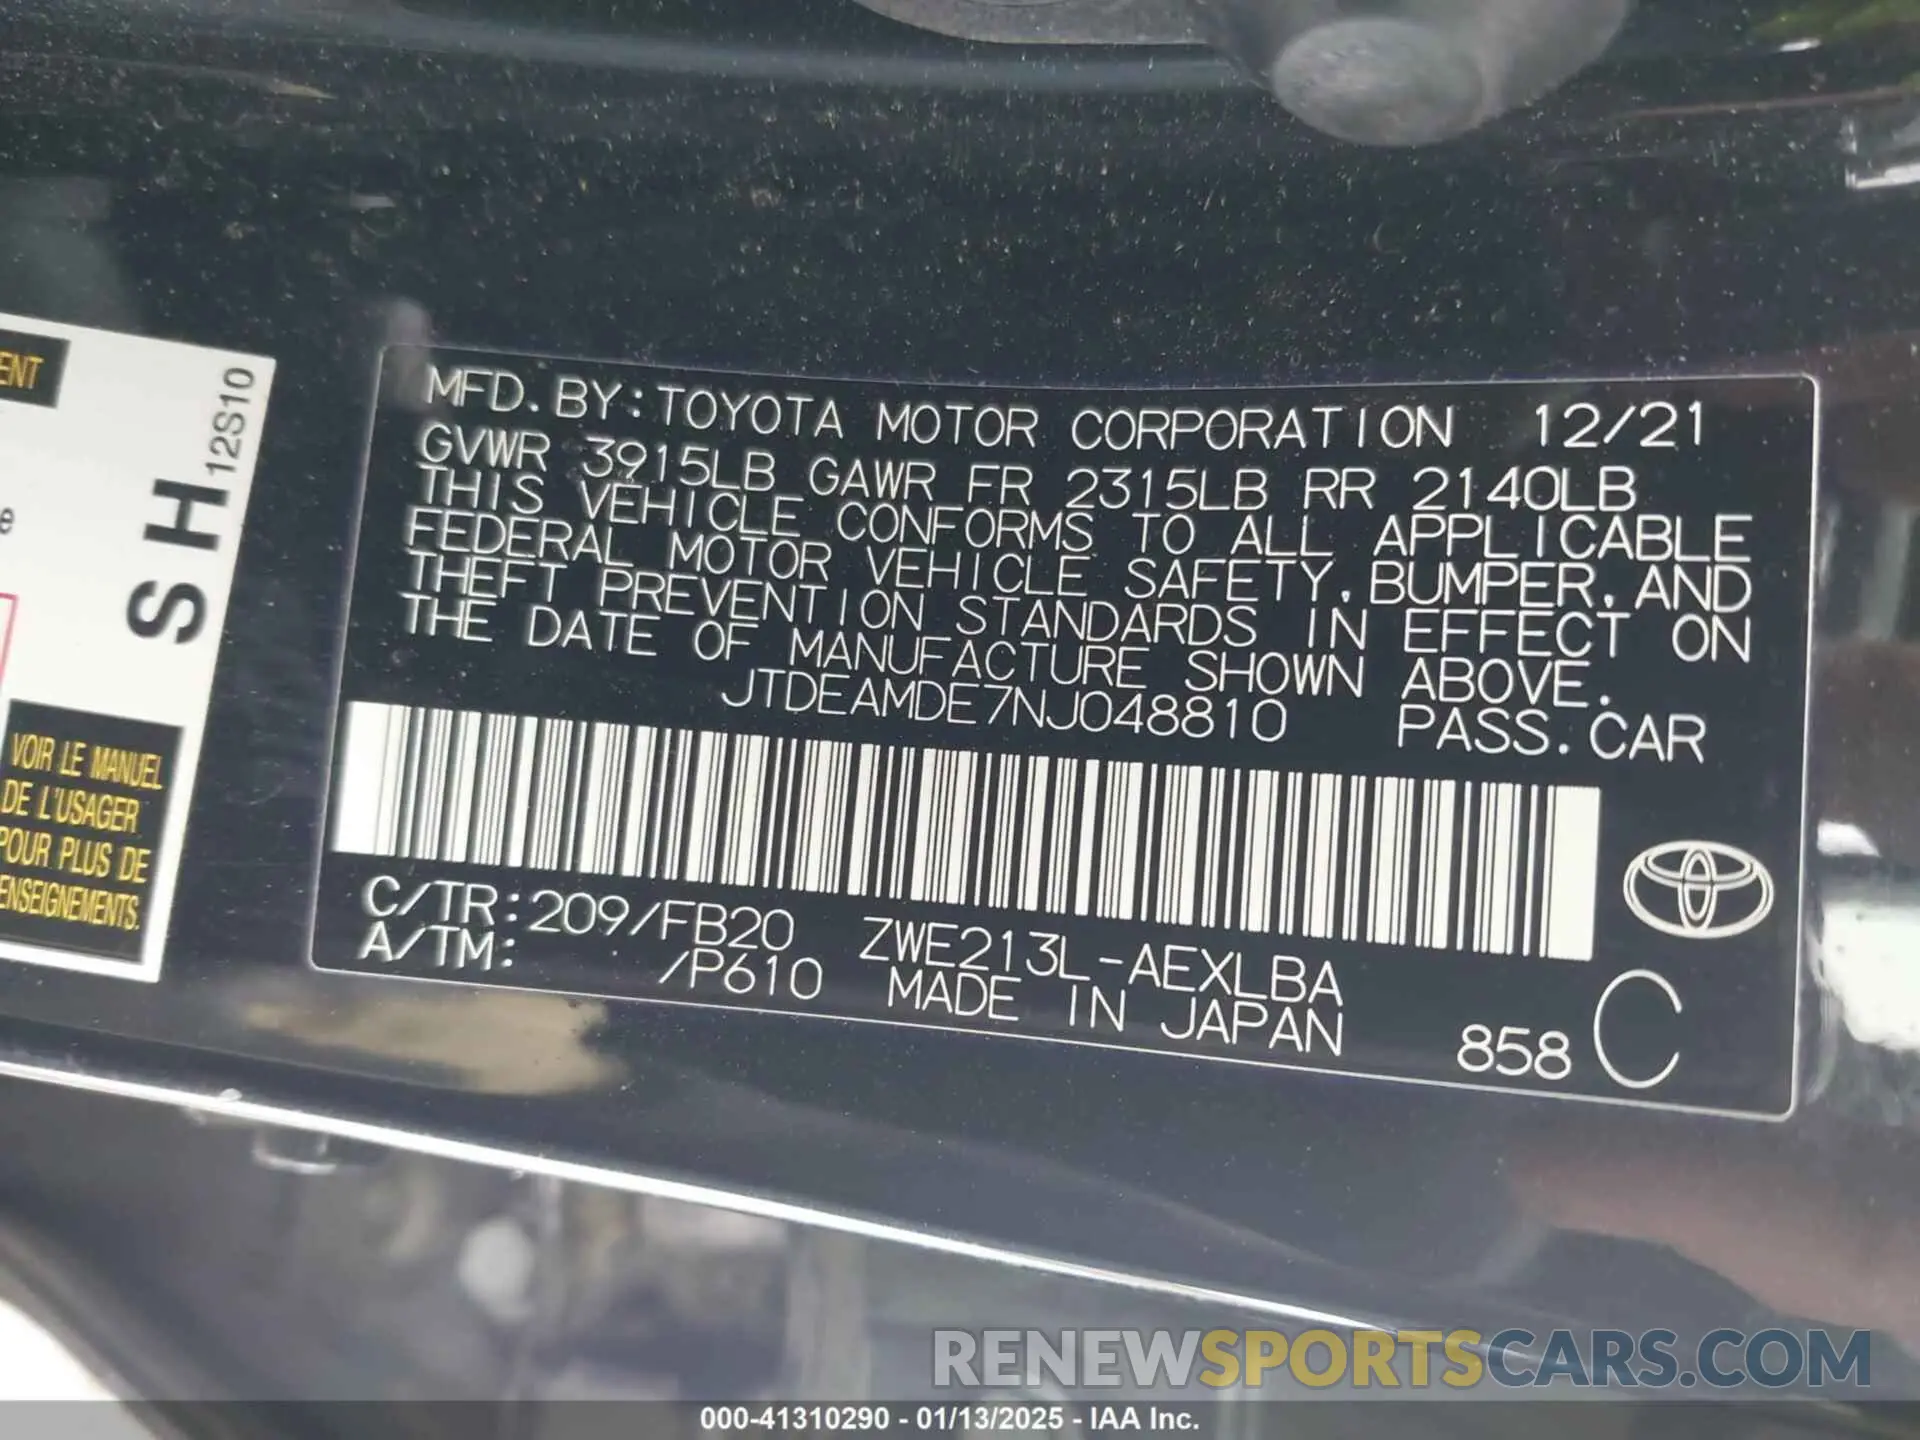 ENT
e
S H 12S10
VOIR LE MANUEL
DE L'USAGER
POUR PLUS DE
ENSEIGNEMENTS.
MFD. BY: TOYOTA MOTOR CORPORATION 12/21
GVWR 3915LB GAWR FR 2315LB RR 2140LB
THIS VEHICLE CONFORMS TO ALL APPLICABLE
FEDERAL MOTOR VEHICLE SAFETY, BUMPER, AND
THEFT PREVENTION STANDARDS IN EFFECT ON
THE DATE OF MANUFACTURE SHOWN ABOVE.
JTDEAMDE7NJ048810 PASS. CAR
C/TR: 209/FB20 ZWE213L-AEXLBA
A/TM: /P610 MADE IN JAPAN
858 C
RENEWSPORTSCARS.COM
000-41310290 - 01/13/2025 - IAA Inc.